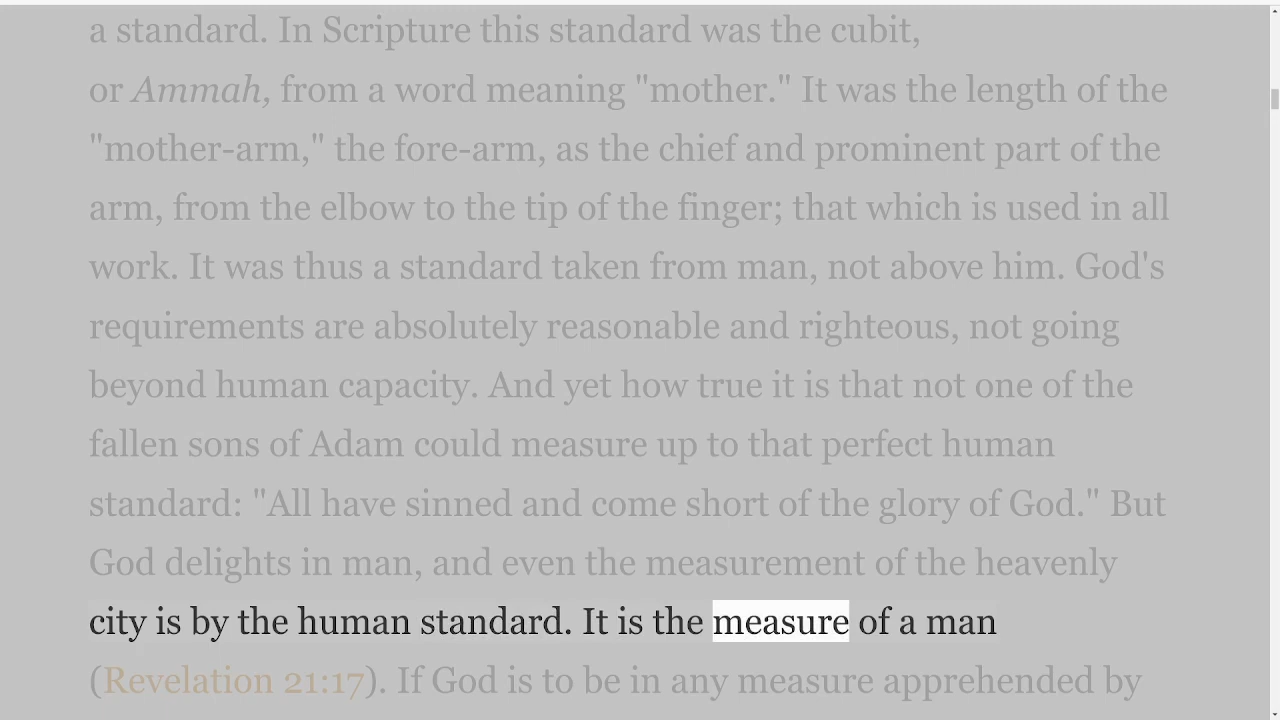 a standard. In Scripture this standard was the cubit,
or Ammah, from a word meaning "mother." It was the length of the
"mother-arm," the fore-arm, as the chief and prominent part of the
arm, from the elbow to the tip of the finger; that which is used in all
work. It was thus a standard taken from man, not above him. God's
requirements are absolutely reasonable and righteous, not going
beyond human capacity. And yet how true it is that not one of the
fallen sons of Adam could measure up to that perfect human
standard: "All have sinned and come short of the glory of God." But
God delights in man, and even the measurement of the heavenly
city is by the human standard. It is the measure of a man
(Revelation 21:17). If God is to be in any measure apprehended by